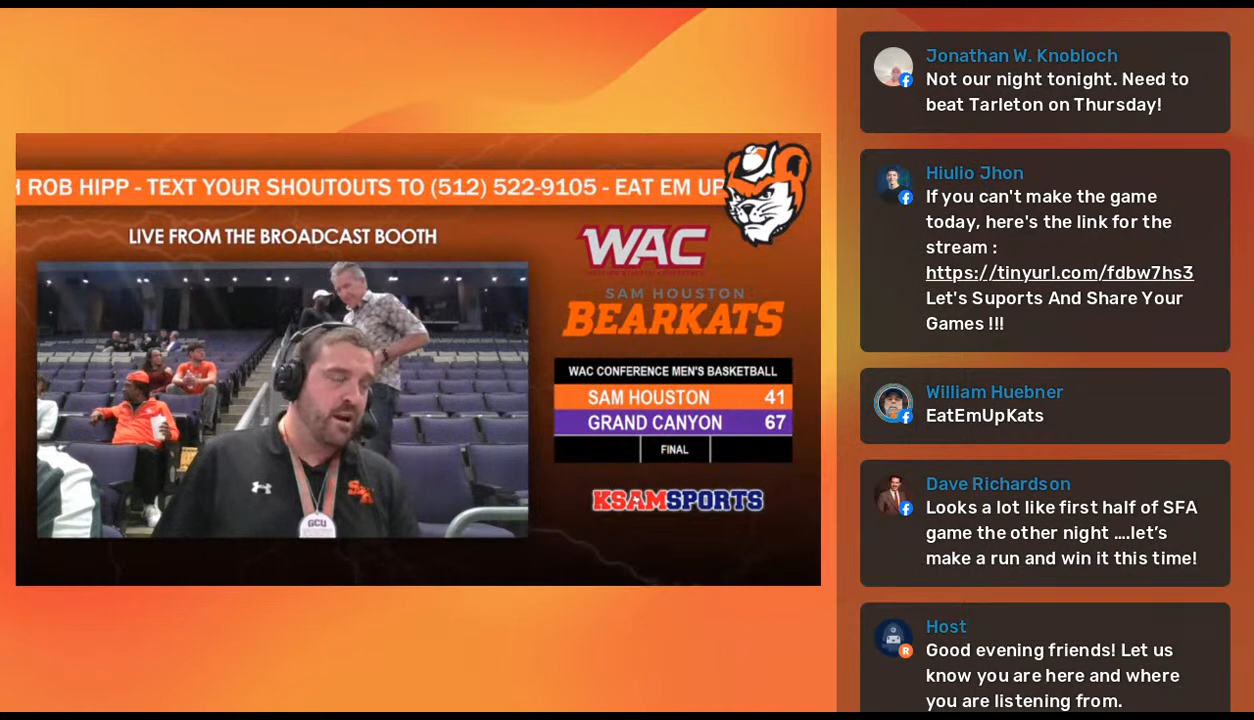 H ROB HIPP - TEXT YOUR SHOUTOUTS TO (512) 522-9105 - EAT EM UP
LIVE FROM THE BROADCAST BOOTH
WAC
SAM HOUSTON
BEARKATS
WAC CONFERENCE MEN'S BASKETBALL
SAM HOUSTON 41
GRAND CANYON 67
FINAL
KSAMSPORTS
GCU
Jonathan W. Knobloch
Not our night tonight. Need to
beat Tarleton on Thursday!
Hiulio Jhon
If you can't make the game
today, here's the link for the
stream :
https://tinyurl.com/fdbw7hs3
Let's Suports And Share Your
Games !!!
William Huebner
EatEmUpKats
Dave Richardson
Looks a lot like first half of SFA
game the other night ....let’s
make a run and win it this time!
Host
Good evening friends! Let us
know you are here and where
you are listening from.